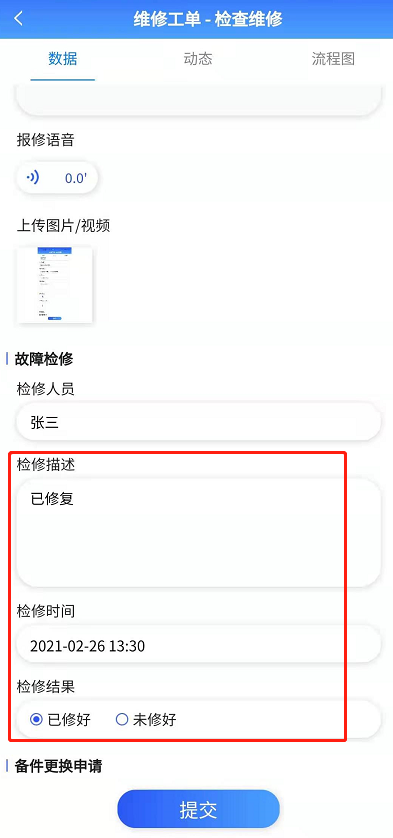 维修工单 - 检查维修
数据 动态 流程图
报修语音
0.0'
上传图片/视频
故障检修
检修人员
张三
检修描述
已修复
检修时间
2021-02-26 13:30
检修结果
已修好 未修好
备件更换申请
提交